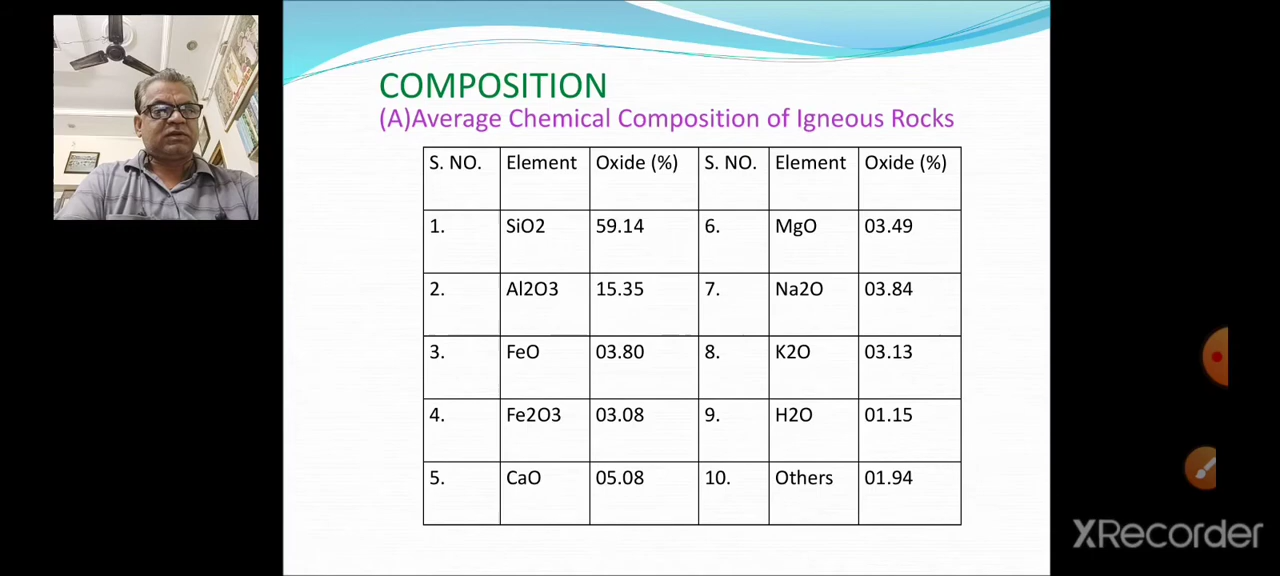 COMPOSITION
(A)Average Chemical Composition of Igneous Rocks
S. NO. Element Oxide (%) S. NO. Element Oxide (%)
1. SiO2 59.14 6. MgO 03.49
2. Al2O3 15.35 7. Na2O 03.84
3. FeO 03.80 8. K2O 03.13
4. Fe2O3 03.08 9. H2O 01.15
5. CaO 05.08 10. Others 01.94
XRecorder